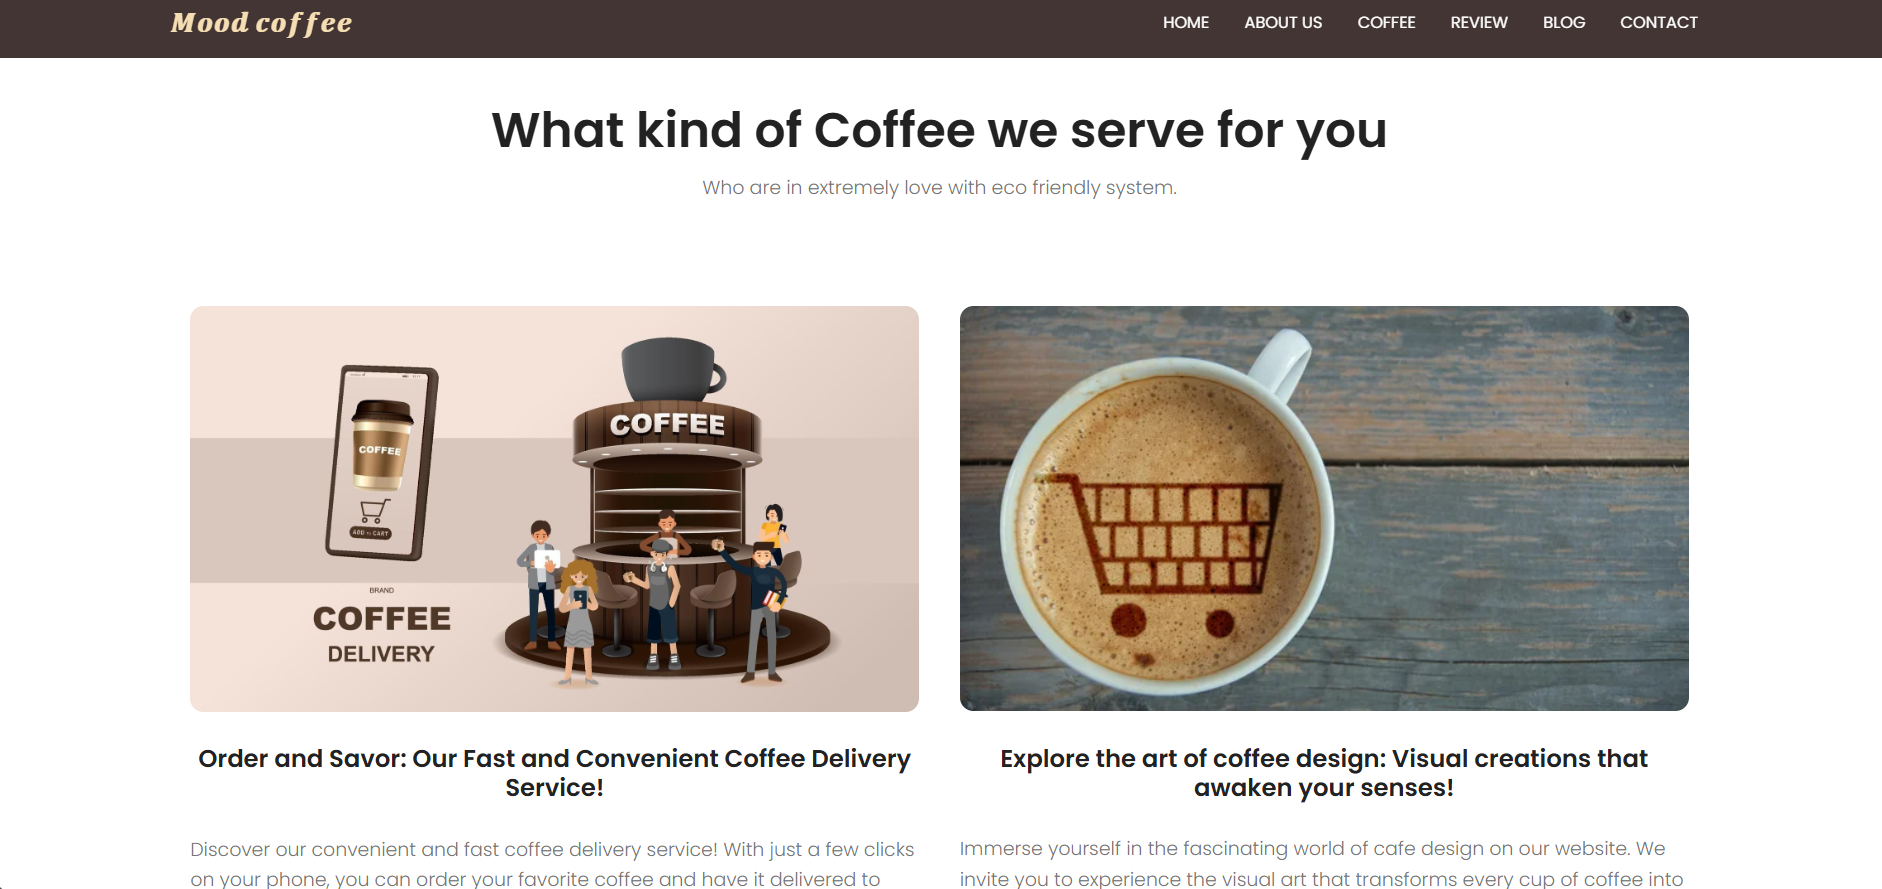 Mood coffee
HOME ABOUT US COFFEE REVIEW BLOG CONTACT
What kind of Coffee we serve for you
Who are in extremely love with eco friendly system.
COFFEE
COFFEE
ADD TO CART
BRAND
COFFEE
DELIVERY
Order and Savor: Our Fast and Convenient Coffee Delivery
Service!
Discover our convenient and fast coffee delivery service! With just a few clicks
on your phone, you can order your favorite coffee and have it delivered to
Explore the art of coffee design: Visual creations that
awaken your senses!
Immerse yourself in the fascinating world of cafe design on our website. We
invite you to experience the visual art that transforms every cup of coffee into